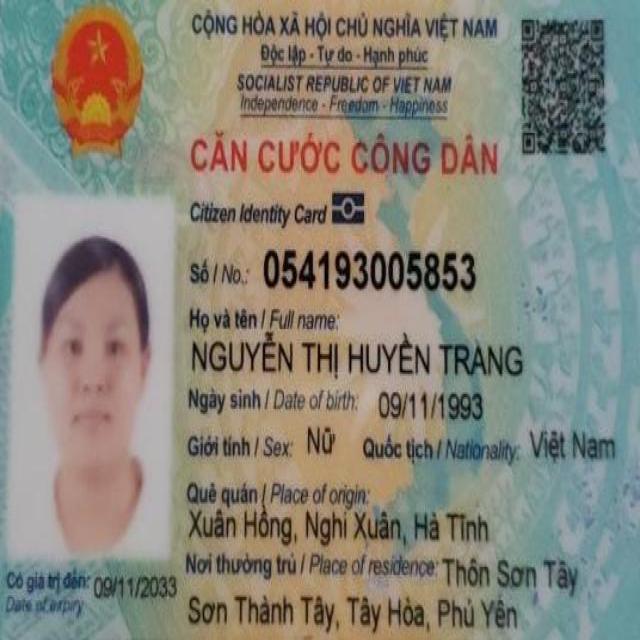 CỘNG HÒA XÃ HỘI CHỦ NGHĨA VIỆT NAM
Độc lập - Tự do - Hạnh phúc
SOCIALIST REPUBLIC OF VIET NAM
Independence - Freedom - Happiness
CĂN CƯỚC CÔNG DÂN
Citizen Identity Card
Số / No.: 054193005853
Họ và tên / Full name:
NGUYỄN THỊ HUYỀN TRANG
Ngày sinh / Date of birth: 09/11/1993
Giới tính / Sex: Nữ Quốc tịch / Nationality: Việt Nam
Quê quán / Place of origin:
Xuân Hồng, Nghi Xuân, Hà Tĩnh
Nơi thường trú / Place of residence: Thôn Sơn Tây
Sơn Thành Tây, Tây Hòa, Phú Yên
Có giá trị đến: 09/11/2033
Date of expiry